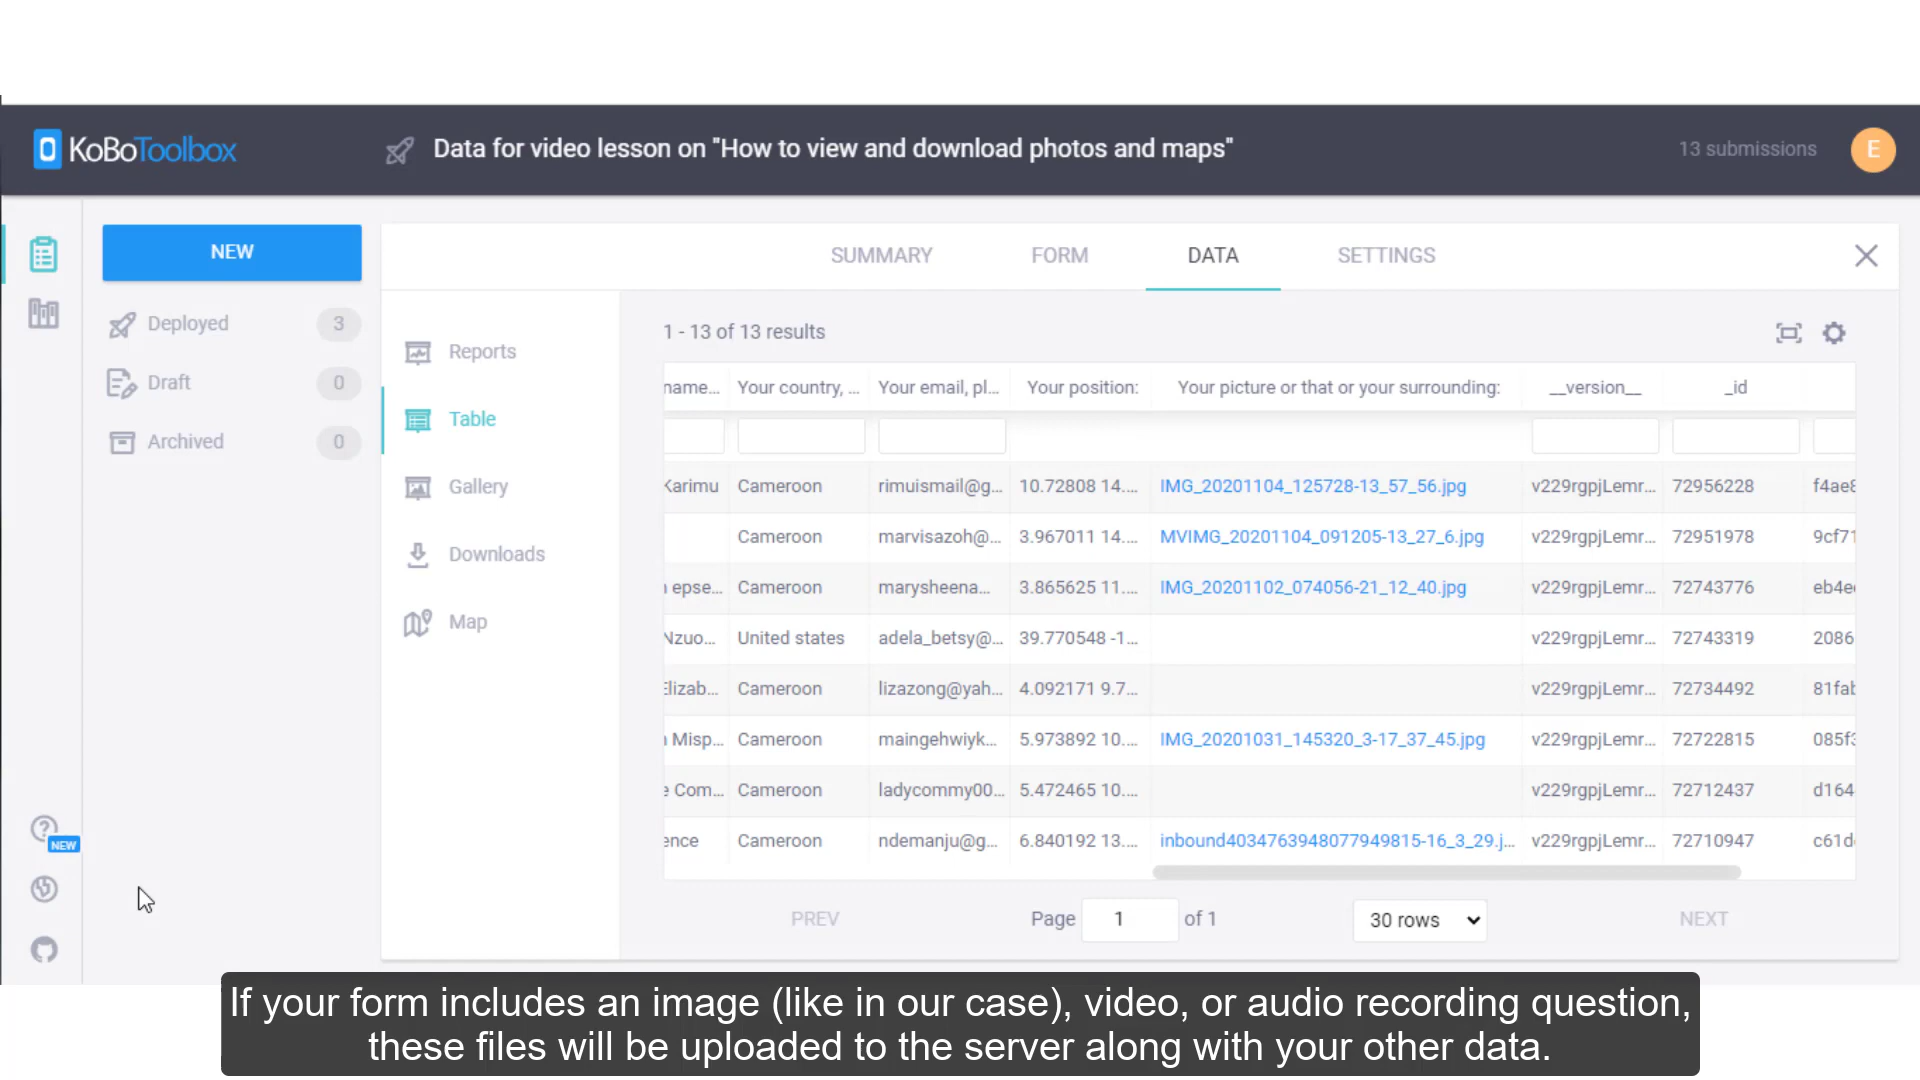 KoBoToolbox
Data for video lesson on "How to view and download photos and maps"
13 submissions
E
NEW
SUMMARY
FORM
DATA
SETTINGS
Deployed 3
Draft 0
Archived 0
NEW
Reports
Table
Gallery
Downloads
Map
1 - 13 of 13 results
name... Your country, ... Your email, pl... Your position: Your picture or that or your surrounding: __version__ _id
Karimu Cameroon rimuismail@g... 10.72808 14.... IMG_20201104_125728-13_57_56.jpg v229rgpjLemr... 72956228 f4ae8
Cameroon marvisazoh@... 3.967011 14.... MVIMG_20201104_091205-13_27_6.jpg v229rgpjLemr... 72951978 9cf71
epse... Cameroon marysheena... 3.865625 11.... IMG_20201102_074056-21_12_40.jpg v229rgpjLemr... 72743776 eb4e
Nzuo... United states adela_betsy@... 39.770548 -1... v229rgpjLemr... 72743319 2086
Elizab... Cameroon lizazong@yah... 4.092171 9.7... v229rgpjLemr... 72734492 81fab
Misp... Cameroon maingehwiyk... 5.973892 10.... IMG_20201031_145320_3-17_37_45.jpg v229rgpjLemr... 72722815 085f3
e Com... Cameroon ladycommy00... 5.472465 10.... v229rgpjLemr... 72712437 d164
ence Cameroon ndemanju@g... 6.840192 13.... inbound4034763948077949815-16_3_29.j... v229rgpjLemr... 72710947 c61d
PREV
Page 1 of 1
30 rows
NEXT
If your form includes an image (like in our case), video, or audio recording question,
these files will be uploaded to the server along with your other data.